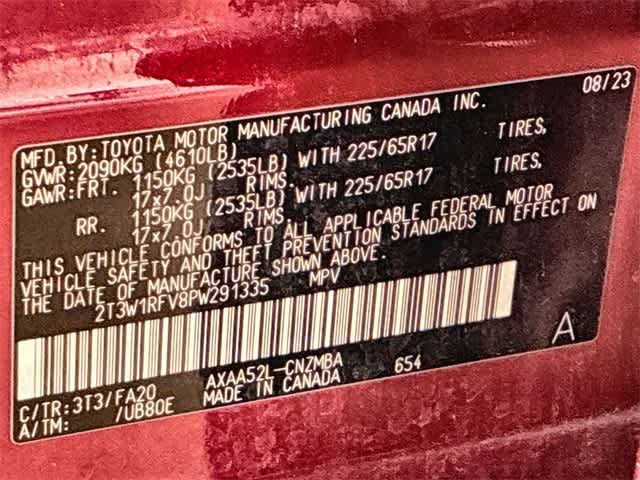 08/23
MFD. BY: TOYOTA MOTOR MANUFACTURING CANADA INC.
GVWR: 2090KG (4610LB)
GAWR: FRT. 1150KG (2535LB) WITH 225/65R17 TIRES,
17x7.0J RIMS.
RR. 1150KG (2535LB) WITH 225/65R17 TIRES,
17x7.0J RIMS.
THIS VEHICLE CONFORMS TO ALL APPLICABLE FEDERAL MOTOR
VEHICLE SAFETY AND THEFT PREVENTION STANDARDS IN EFFECT ON
THE DATE OF MANUFACTURE SHOWN ABOVE.
2T3W1RFV8PW291335 MPV
A
C/TR: 3T3/FA20 AXAA52L-CNZMBA 654
A/TM: /UB80E MADE IN CANADA